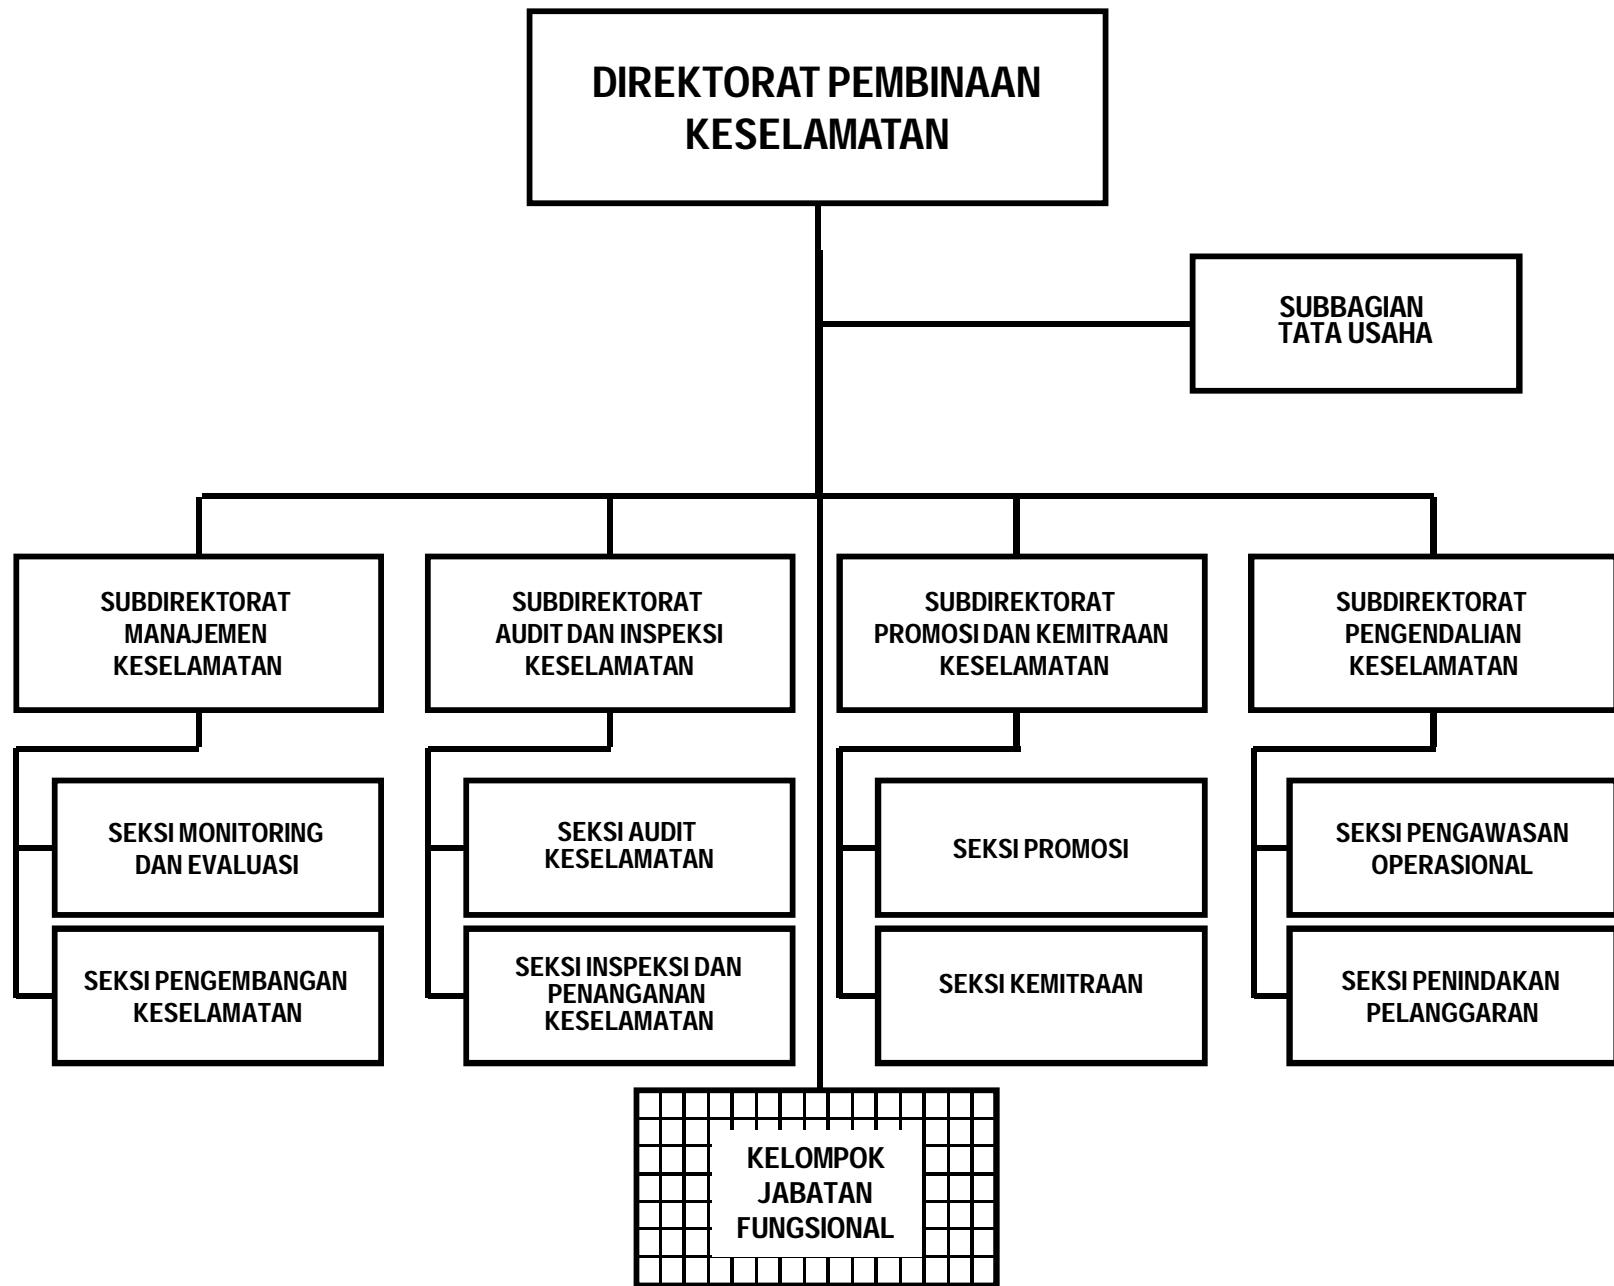 DIREKTORAT PEMBINAAN
KESELAMATAN
SUBBAGIAN
TATA USAHA
SUBDIREKTORAT
MANAJEMEN
KESELAMATAN
SUBDIREKTORAT
AUDIT DAN INSPEKSI
KESELAMATAN
SUBDIREKTORAT
PROMOSI DAN KEMITRAAN
KESELAMATAN
SUBDIREKTORAT
PENGENDALIAN
KESELAMATAN
SEKSI MONITORING
DAN EVALUASI
SEKSI AUDIT
KESELAMATAN
SEKSI PROMOSI
SEKSI PENGAWASAN
OPERASIONAL
SEKSI PENGEMBANGAN
KESELAMATAN
SEKSI INSPEKSI DAN
PENANGANAN
KESELAMATAN
SEKSI KEMITRAAN
SEKSI PENINDAKAN
PELANGGARAN
KELOMPOK
JABATAN
FUNGSIONAL